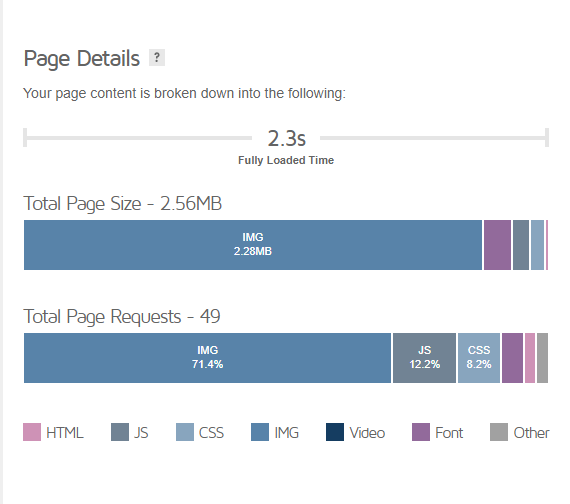 Page Details ?
Your page content is broken down into the following:
2.3s
Fully Loaded Time
Total Page Size - 2.56MB
IMG
2.28MB
Total Page Requests - 49
IMG JS CSS
71.4% 12.2% 8.2%
HTML JS CSS IMG Video Font Other